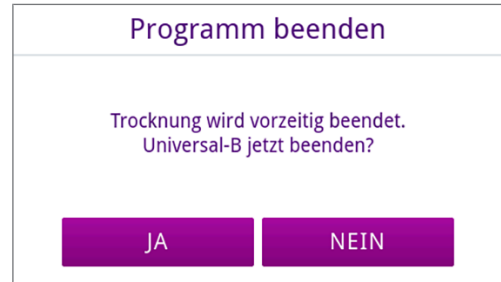 Programm beenden
Trocknung wird vorzeitig beendet.
Universal-B jetzt beenden?
JA
NEIN